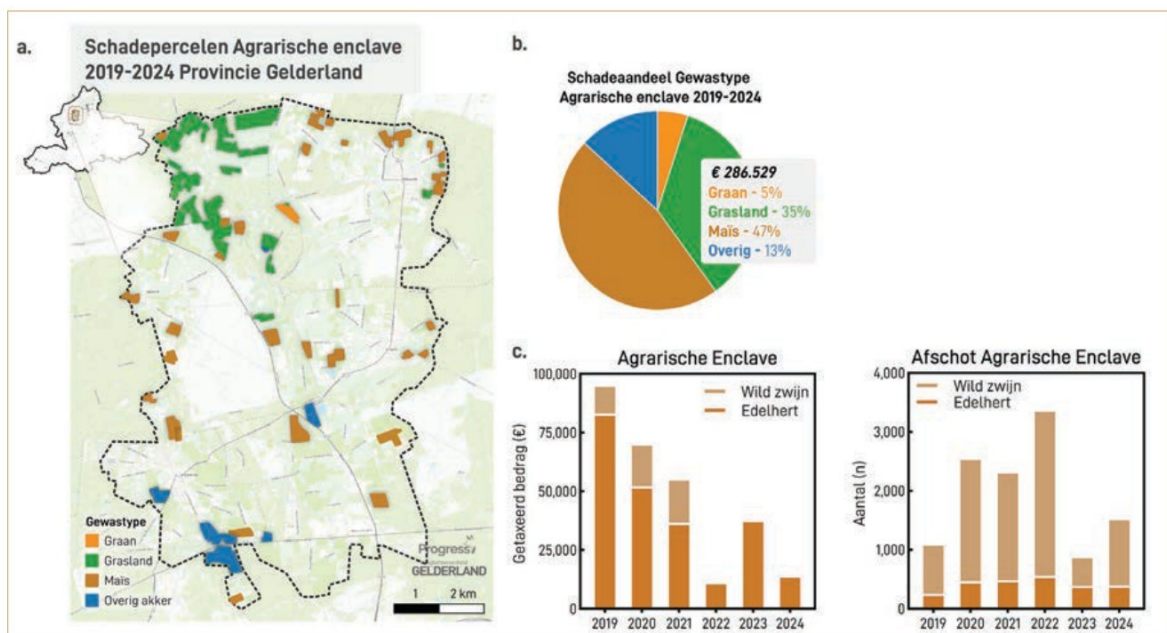 a.
Schadepercelen Agrarische enclave
2019-2024 Provincie Gelderland
Gewastype
Graan
Grasland
Maïs
Overig akker
GELDERLAND
1 2 km
b.
Schadeaandeel Gewastype
Agrarische enclave 2019-2024
€ 286.529
Graan - 5%
Grasland - 35%
Maïs - 47%
Overig - 13%
c.
Agrarische Enclave
Getaxeerd bedrag (€)
100,000
75,000
50,000
25,000
0
Wild zwijn
Edelhert
2019 2020 2021 2022 2023 2024
Afschot Agrarische Enclave
Aantal (n)
4,000
3,000
2,000
1,000
0
Wild zwijn
Edelhert
2019 2020 2021 2022 2023 2024